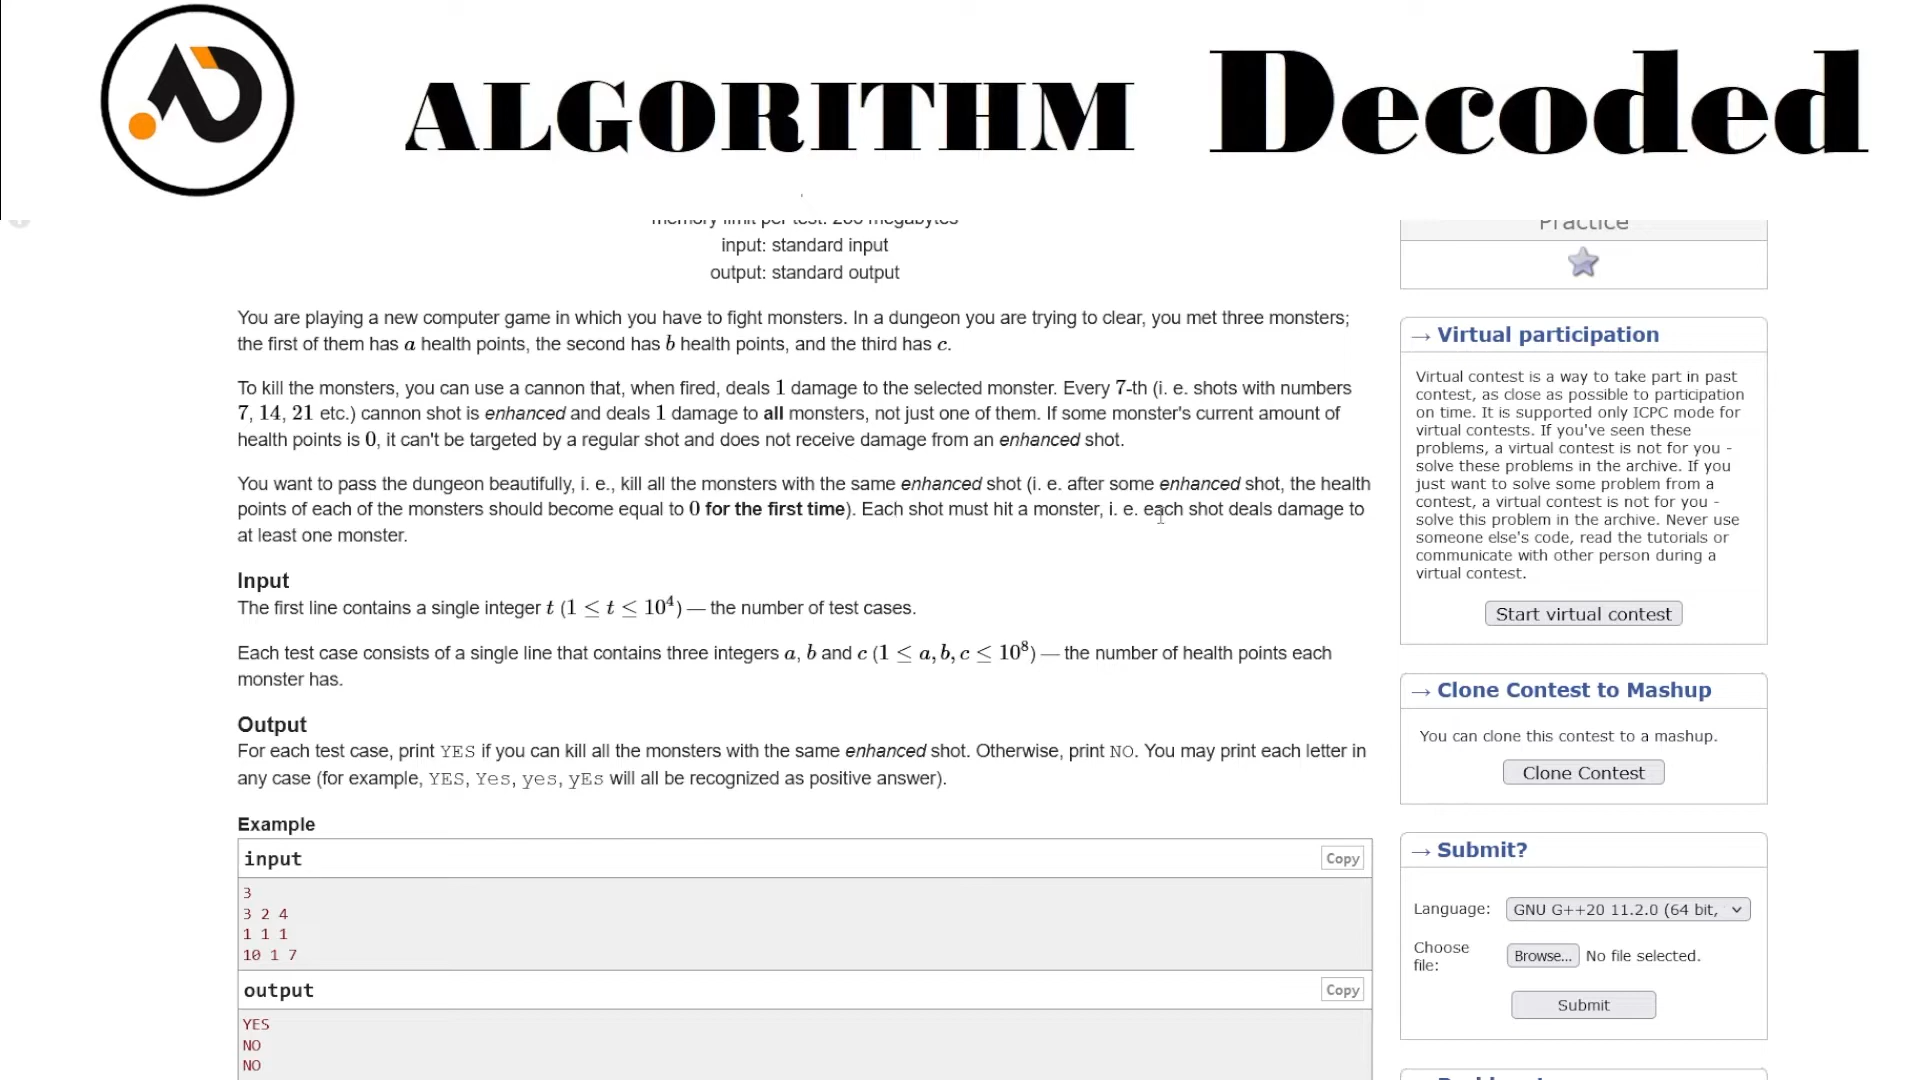 ALGORITHM Decoded
memory limit per test: 256 megabytes
input: standard input
output: standard output
You are playing a new computer game in which you have to fight monsters. In a dungeon you are trying to clear, you met three monsters;
the first of them has a health points, the second has b health points, and the third has c.
To kill the monsters, you can use a cannon that, when fired, deals 1 damage to the selected monster. Every 7-th (i. e. shots with numbers
7, 14, 21 etc.) cannon shot is enhanced and deals 1 damage to all monsters, not just one of them. If some monster's current amount of
health points is 0, it can't be targeted by a regular shot and does not receive damage from an enhanced shot.
You want to pass the dungeon beautifully, i. e., kill all the monsters with the same enhanced shot (i. e. after some enhanced shot, the health
points of each of the monsters should become equal to 0 for the first time). Each shot must hit a monster, i. e. each shot deals damage to
at least one monster.
Input
The first line contains a single integer t (1 ≤ t ≤ 10⁴) — the number of test cases.
Each test case consists of a single line that contains three integers a, b and c (1 ≤ a, b, c ≤ 10⁸) — the number of health points each
monster has.
Output
For each test case, print YES if you can kill all the monsters with the same enhanced shot. Otherwise, print NO. You may print each letter in
any case (for example, YES, Yes, yes, yEs will all be recognized as positive answer).
Example
input
Copy
3
3 2 4
1 1 1
10 1 7
output
Copy
YES
NO
NO
Practice
→ Virtual participation
Virtual contest is a way to take part in past
contest, as close as possible to participation
on time. It is supported only ICPC mode for
virtual contests. If you've seen these
problems, a virtual contest is not for you -
solve these problems in the archive. If you
just want to solve some problem from a
contest, a virtual contest is not for you -
solve this problem in the archive. Never use
someone else's code, read the tutorials or
communicate with other person during a
virtual contest.
Start virtual contest
→ Clone Contest to Mashup
You can clone this contest to a mashup.
Clone Contest
→ Submit?
Language: GNU G++20 11.2.0 (64 bit,
Choose
file: Browse... No file selected.
Submit